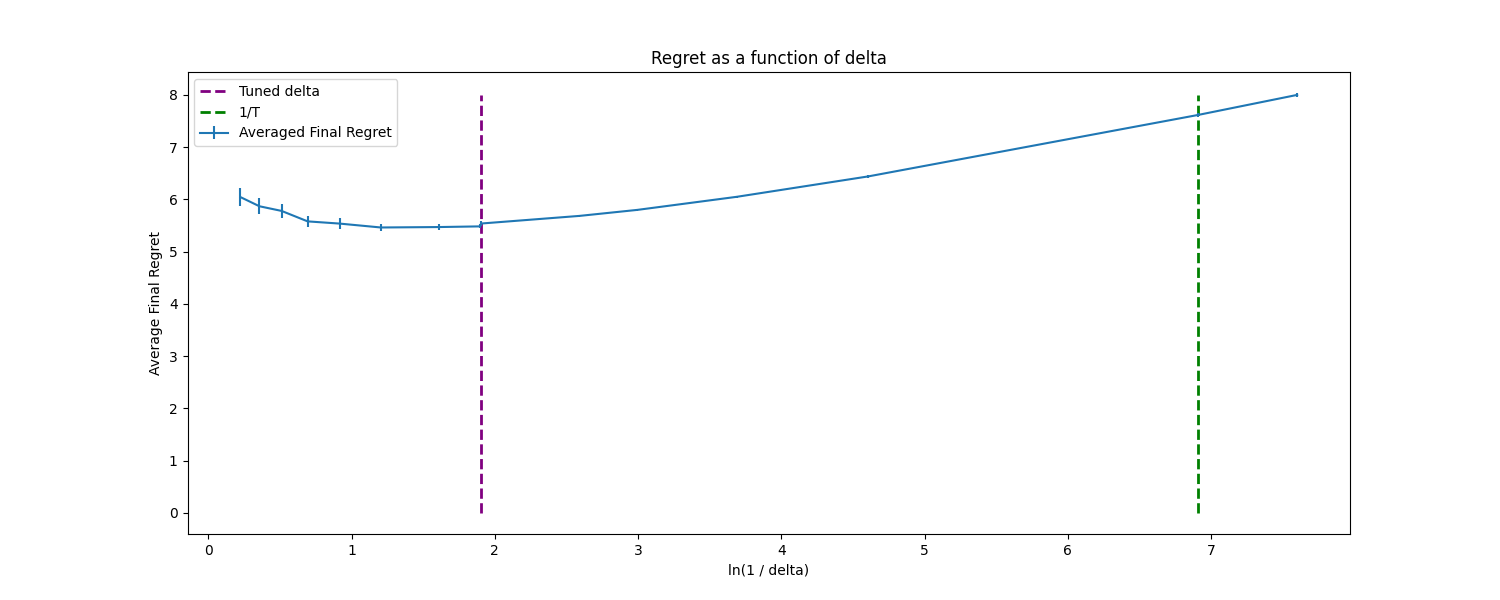 Regret as a function of delta
Tuned delta
1/T
Averaged Final Regret
Average Final Regret
8
7
6
5
4
3
2
1
0
0 1 2 3 4 5 6 7
ln(1 / delta)